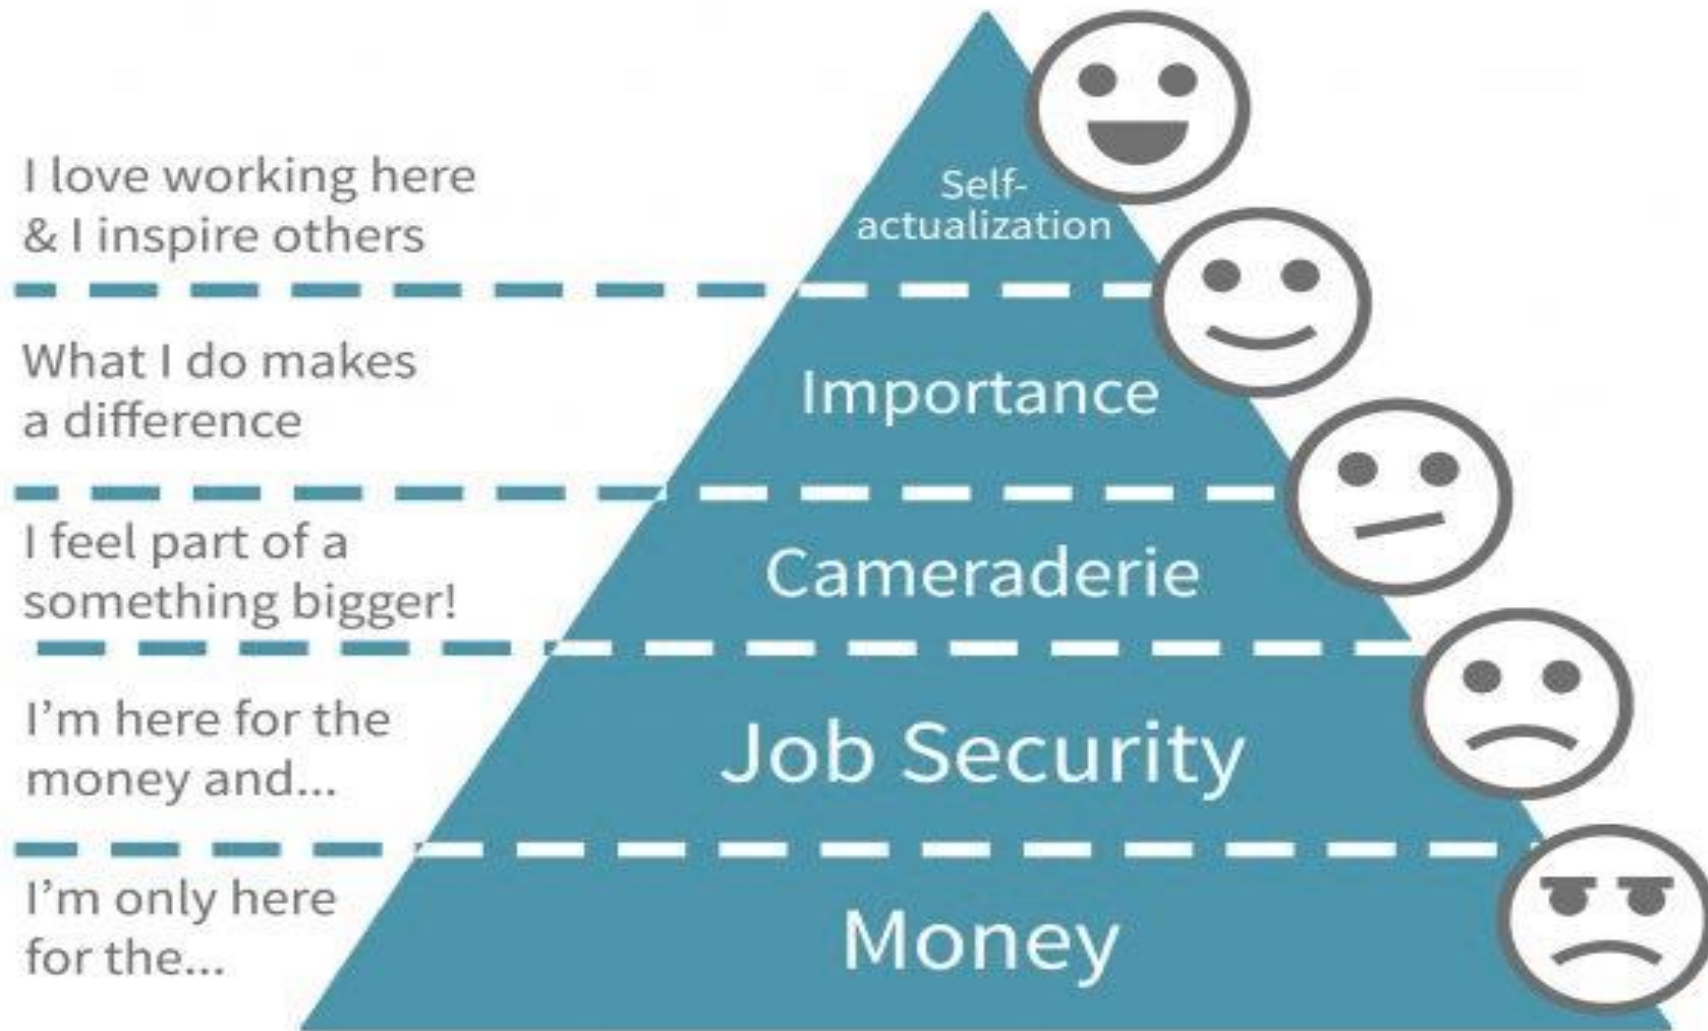 I love working here
& I inspire others
Self-
actualization
What I do makes
a difference
Importance
I feel part of a
something bigger!
Cameraderie
I'm here for the
money and...
Job Security
I'm only here
for the...
Money